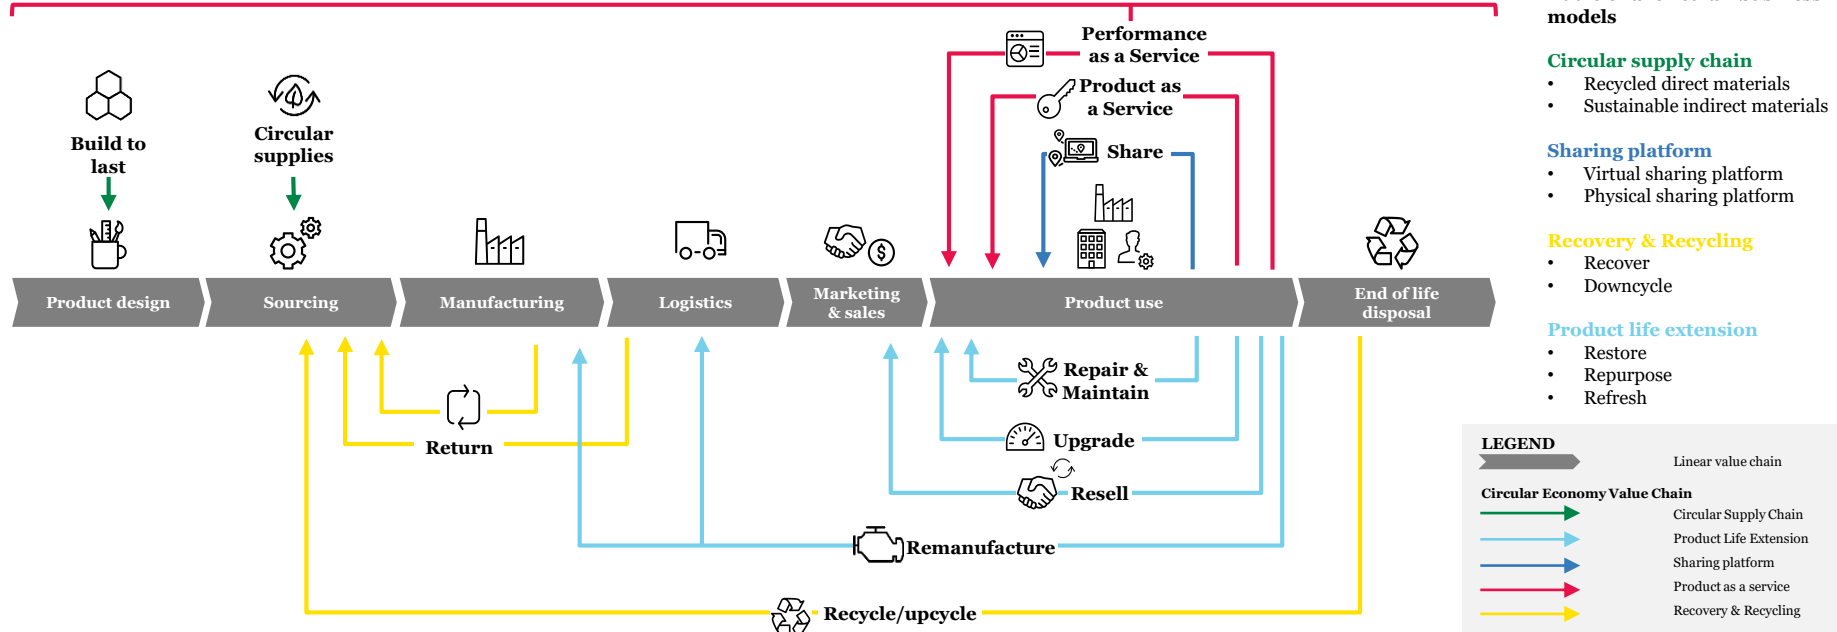 models
Performance
as a Service
Product as
a Service
Share
Build to
last
Circular
supplies
$
Product design
Sourcing
Manufacturing
Logistics
Marketing
& sales
Product use
End of life
disposal
Repair &
Maintain
Return
Upgrade
Resell
Remanufacture
Recycle/upcycle
Circular supply chain
• Recycled direct materials
• Sustainable indirect materials
Sharing platform
• Virtual sharing platform
• Physical sharing platform
Recovery & Recycling
• Recover
• Downcycle
Product life extension
• Restore
• Repurpose
• Refresh
LEGEND
Linear value chain
Circular Economy Value Chain
Circular Supply Chain
Product Life Extension
Sharing platform
Product as a service
Recovery & Recycling